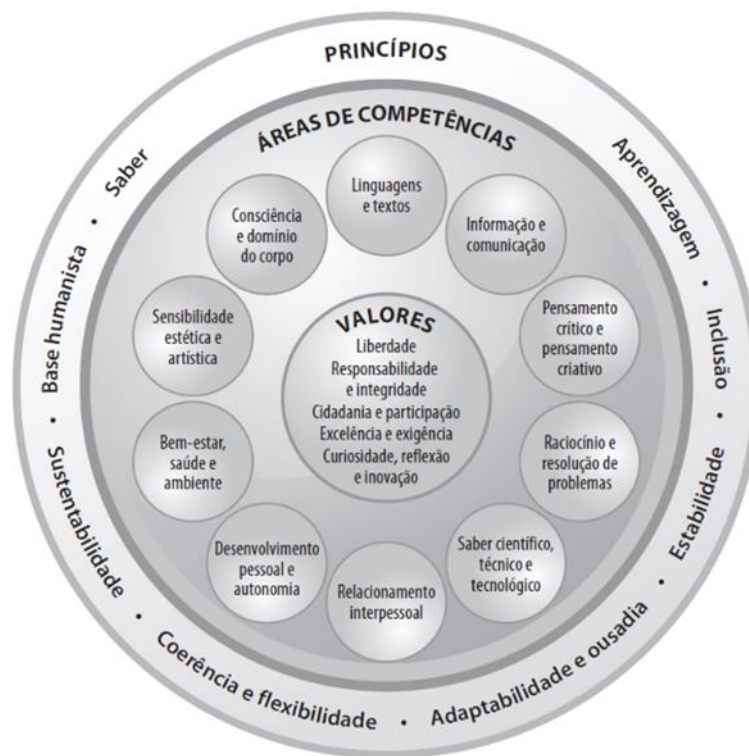 PRINCÍPIOS
Saber • Base humanista • Sustentabilidade • Coerência e flexibilidade • Adaptabilidade e ousadia • Estabilidade • Inclusão • Aprendizagem
ÁREAS DE COMPETÊNCIAS
Linguagens
e textos
Informação e
comunicação
Pensamento
crítico e
pensamento
criativo
Raciocínio e
resolução de
problemas
Saber científico,
técnico e
tecnológico
Relacionamento
interpessoal
Desenvolvimento
pessoal e
autonomia
Bem-estar,
saúde e
ambiente
Sensibilidade
estética e
artística
Consciência
e domínio
do corpo
VALORES
Liberdade
Responsabilidade
e integridade
Cidadania e participação
Excelência e exigência
Curiosidade, reflexão
e inovação